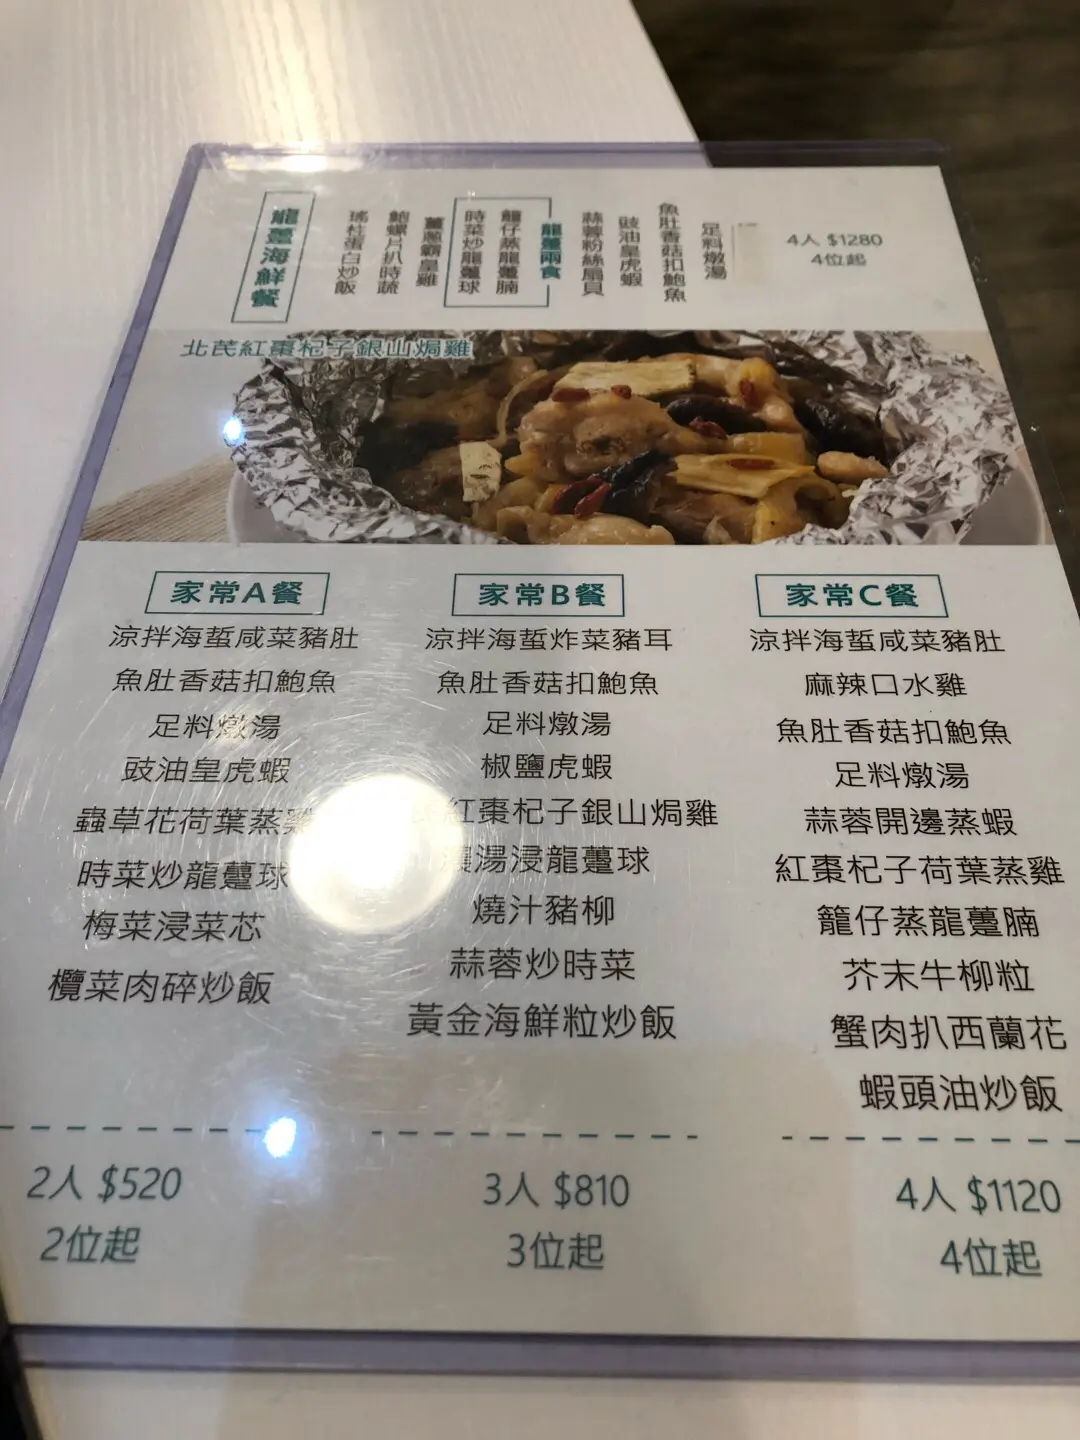 龍躉海鮮餐
瑤柱蛋白炒飯
鮑螺片扒時蔬
薑蔥霸皇雞
時菜炒龍躉球
籠仔蒸龍躉腩
龍躉兩食
蒜蓉粉絲扇貝
豉油皇虎蝦
魚肚香菇扣鮑魚
足料燉湯
4人 $1280
4位起
北芪紅棗杞子銀山焗雞
家常A餐
涼拌海蜇咸菜豬肚
魚肚香菇扣鮑魚
足料燉湯
豉油皇虎蝦
蟲草花荷葉蒸雞
時菜炒龍躉球
梅菜浸菜芯
欖菜肉碎炒飯
2人 $520
2位起
家常B餐
涼拌海蜇炸菜豬耳
魚肚香菇扣鮑魚
足料燉湯
椒鹽虎蝦
紅棗杞子銀山焗雞
濃湯浸龍躉球
燒汁豬柳
蒜蓉炒時菜
黃金海鮮粒炒飯
3人 $810
3位起
家常C餐
涼拌海蜇咸菜豬肚
麻辣口水雞
魚肚香菇扣鮑魚
足料燉湯
蒜蓉開邊蒸蝦
紅棗杞子荷葉蒸雞
籠仔蒸龍躉腩
芥末牛柳粒
蟹肉扒西蘭花
蝦頭油炒飯
4人 $1120
4位起